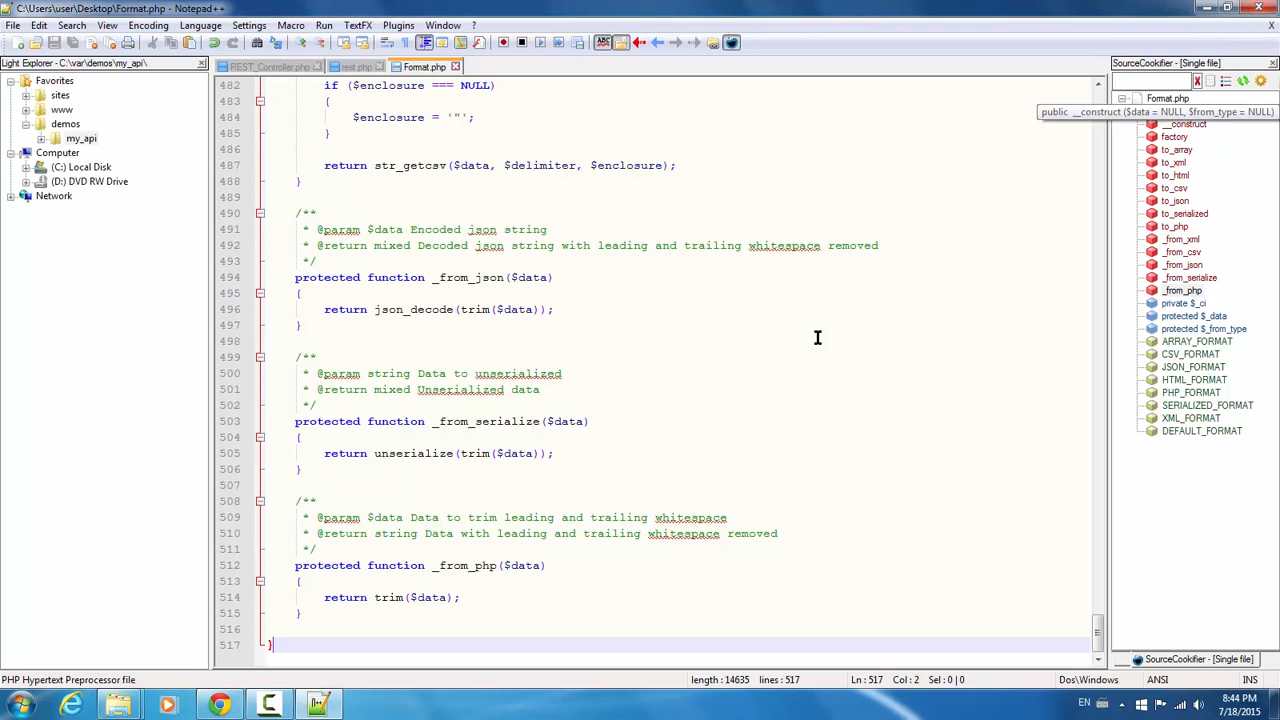 C:\Users\user\Desktop\Format.php - Notepad++
File Edit Search View Encoding Language Settings Macro Run TextFX Plugins Window ? X
Light Explorer - C:\var\demos\my_api\
Favorites
sites
www
demos
my_api
Computer
(C:) Local Disk
(D:) DVD RW Drive
Network
REST_Controller.php rest.php Format.php
482 if ($enclosure === NULL)
483 {
484 $enclosure = '"';
485 }
486
487 return str_getcsv($data, $delimiter, $enclosure);
488 }
489
490 /**
491 * @param $data Encoded json string
492 * @return mixed Decoded json string with leading and trailing whitespace removed
493 */
494 protected function _from_json($data)
495 {
496 return json_decode(trim($data));
497 }
498
499 /**
500 * @param string Data to unserialized
501 * @return mixed Unserialized data
502 */
503 protected function _from_serialize($data)
504 {
505 return unserialize(trim($data));
506 }
507
508 /**
509 * @param $data Data to trim leading and trailing whitespace
510 * @return string Data with leading and trailing whitespace removed
511 */
512 protected function _from_php($data)
513 {
514 return trim($data);
515 }
516
517 }
SourceCookifier - [Single file]
Format.php
public __construct ($data = NULL, $from_type = NULL)
__construct
factory
to_array
to_xml
to_html
to_csv
to_json
to_serialized
to_php
_from_xml
_from_csv
_from_json
_from_serialize
_from_php
private $_ci
protected $_data
protected $_from_type
ARRAY_FORMAT
CSV_FORMAT
JSON_FORMAT
HTML_FORMAT
PHP_FORMAT
SERIALIZED_FORMAT
XML_FORMAT
DEFAULT_FORMAT
SourceCookifier - [Single file]
PHP Hypertext Preprocessor file length : 14635 lines : 517 Ln : 517 Col : 2 Sel : 0 | 0 Dos\Windows ANSI INS
EN
8:44 PM
7/18/2015